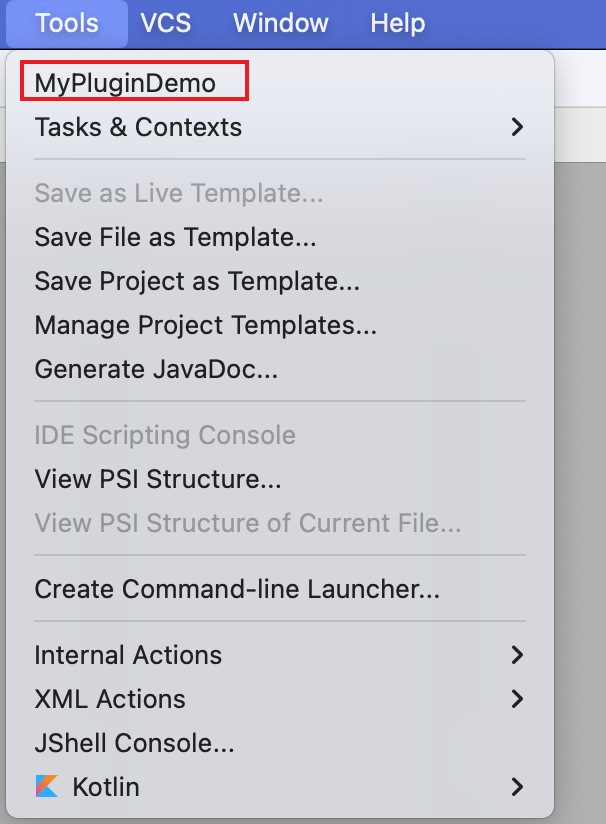 Tools VCS Window Help
MyPluginDemo
Tasks & Contexts
Save as Live Template...
Save File as Template...
Save Project as Template...
Manage Project Templates...
Generate JavaDoc...
IDE Scripting Console
View PSI Structure...
View PSI Structure of Current File...
Create Command-line Launcher...
Internal Actions
XML Actions
JShell Console...
Kotlin